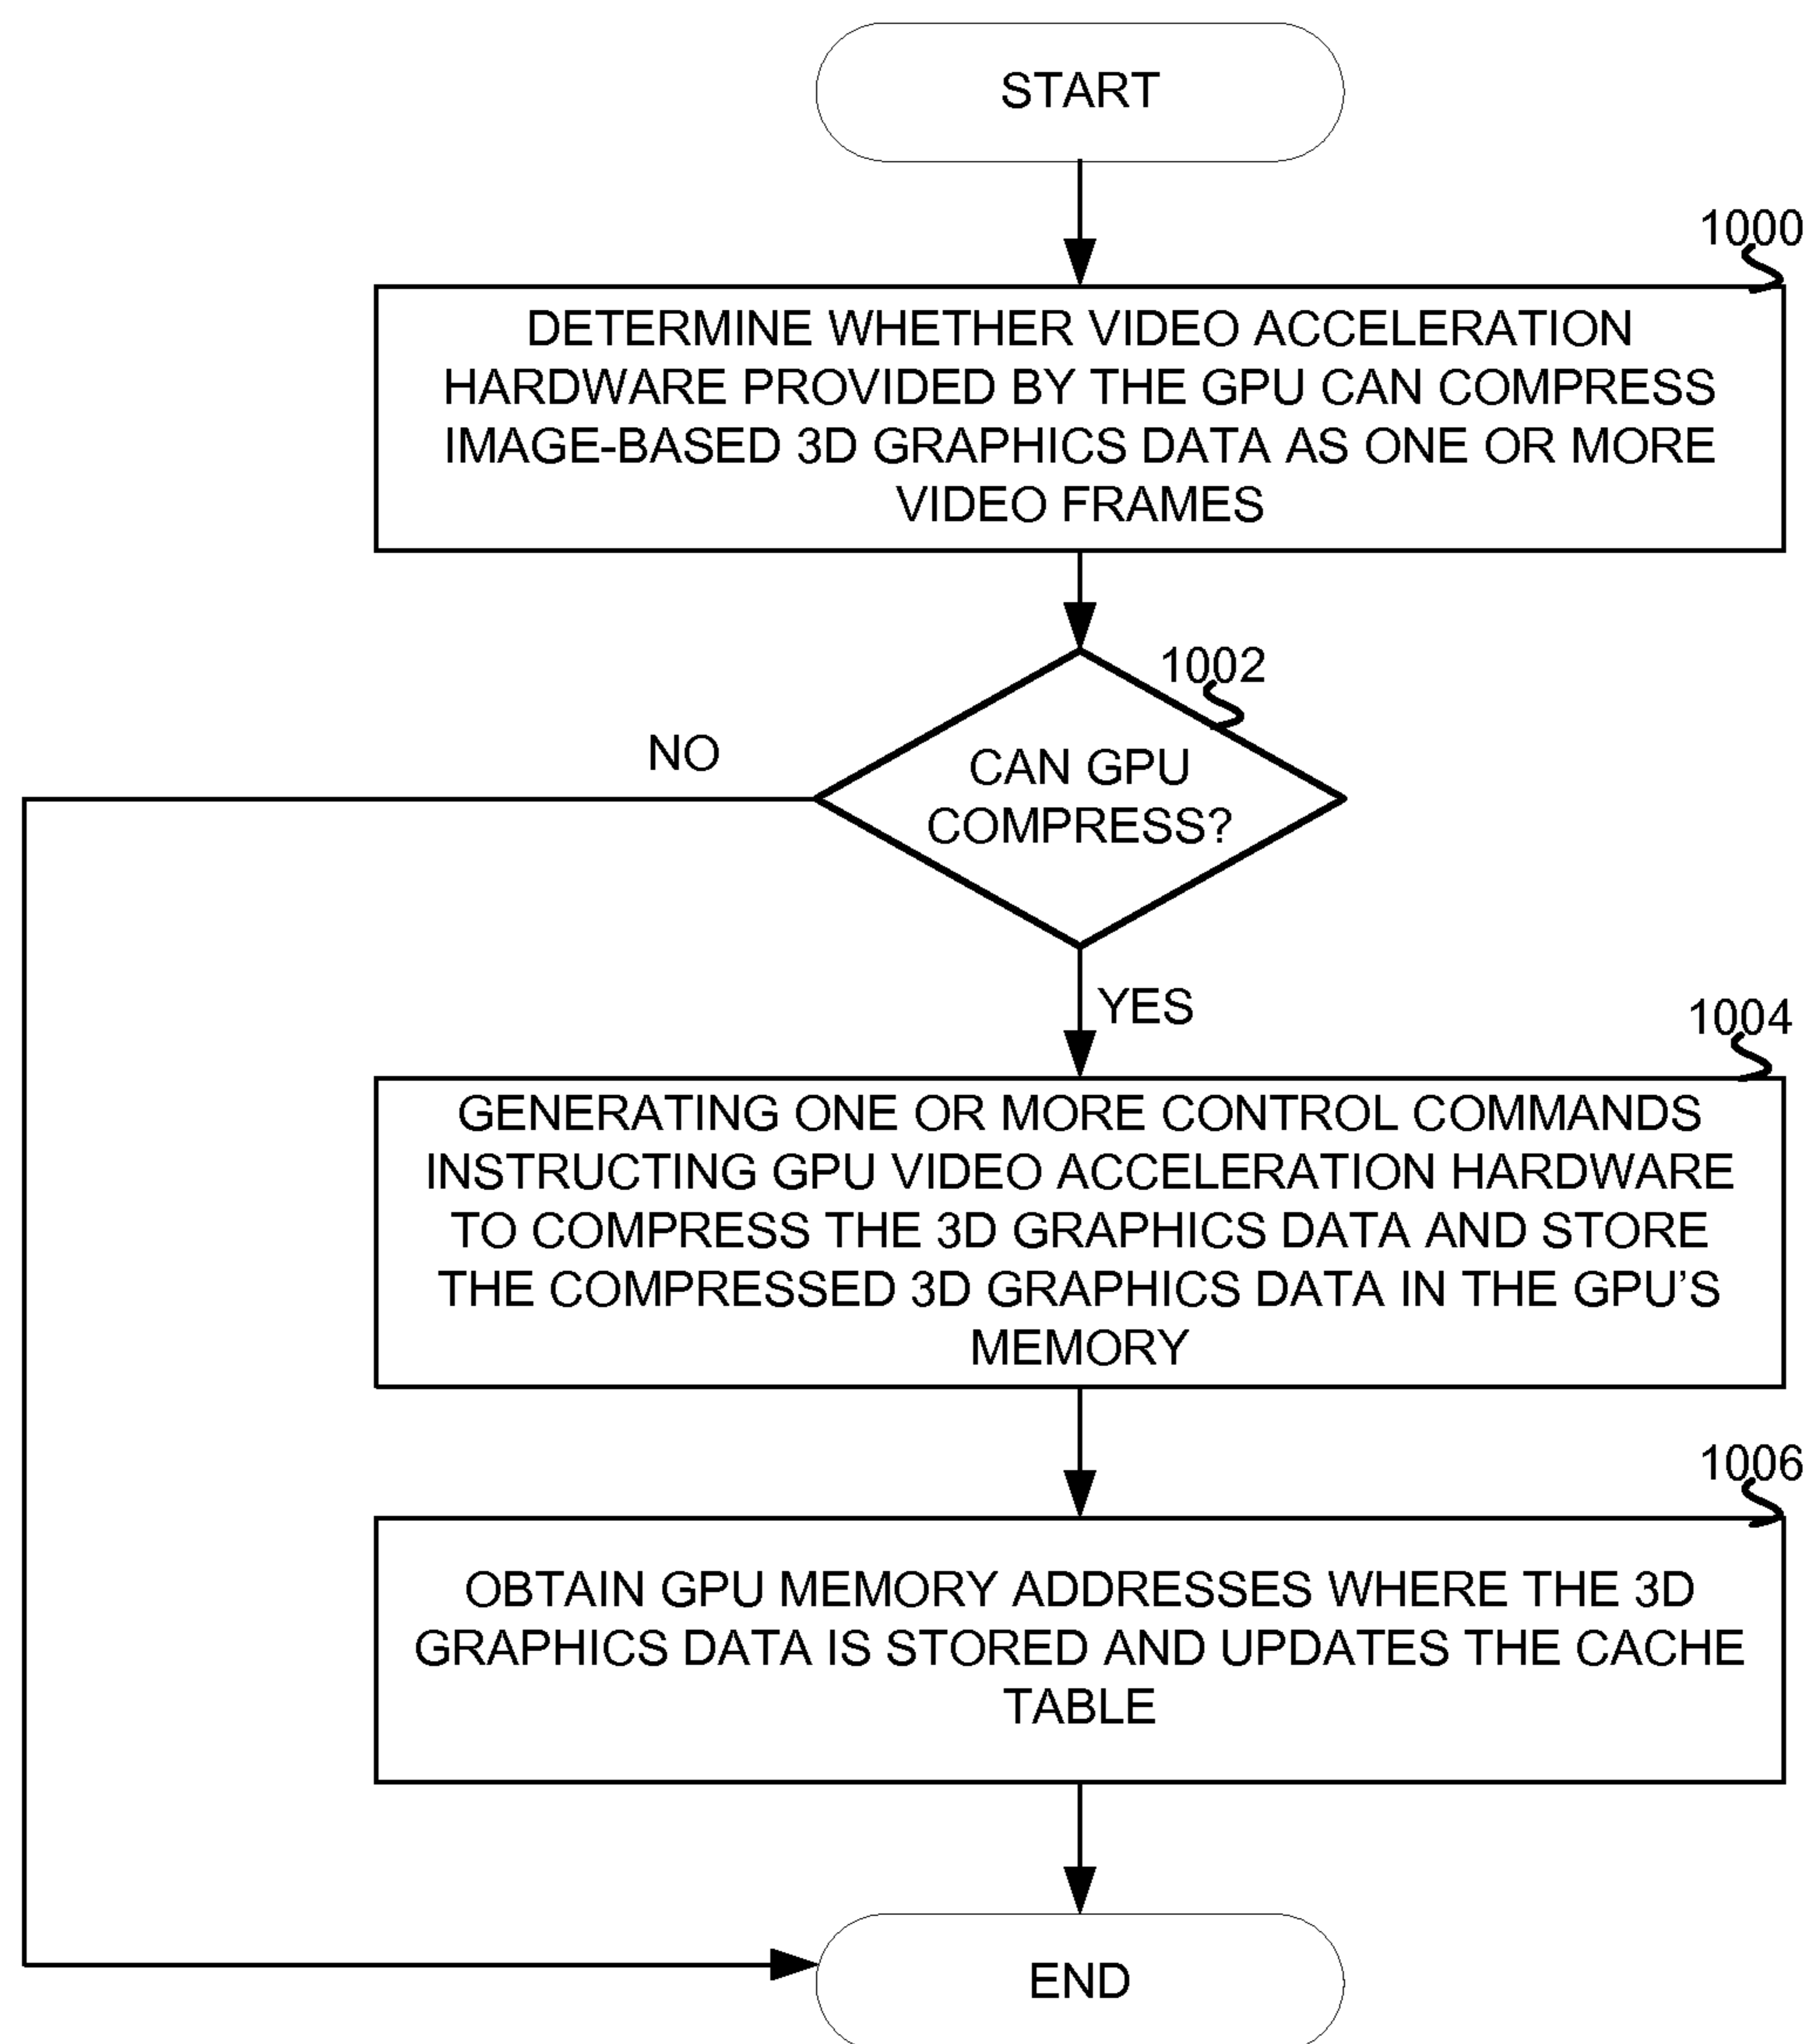 START
1000
DETERMINE WHETHER VIDEO ACCELERATION
HARDWARE PROVIDED BY THE GPU CAN COMPRESS
IMAGE-BASED 3D GRAPHICS DATA AS ONE OR MORE
VIDEO FRAMES
1002
NO
CAN GPU
COMPRESS?
YES
1004
GENERATING ONE OR MORE CONTROL COMMANDS
INSTRUCTING GPU VIDEO ACCELERATION HARDWARE
TO COMPRESS THE 3D GRAPHICS DATA AND STORE
THE COMPRESSED 3D GRAPHICS DATA IN THE GPU'S
MEMORY
1006
OBTAIN GPU MEMORY ADDRESSES WHERE THE 3D
GRAPHICS DATA IS STORED AND UPDATES THE CACHE
TABLE
END